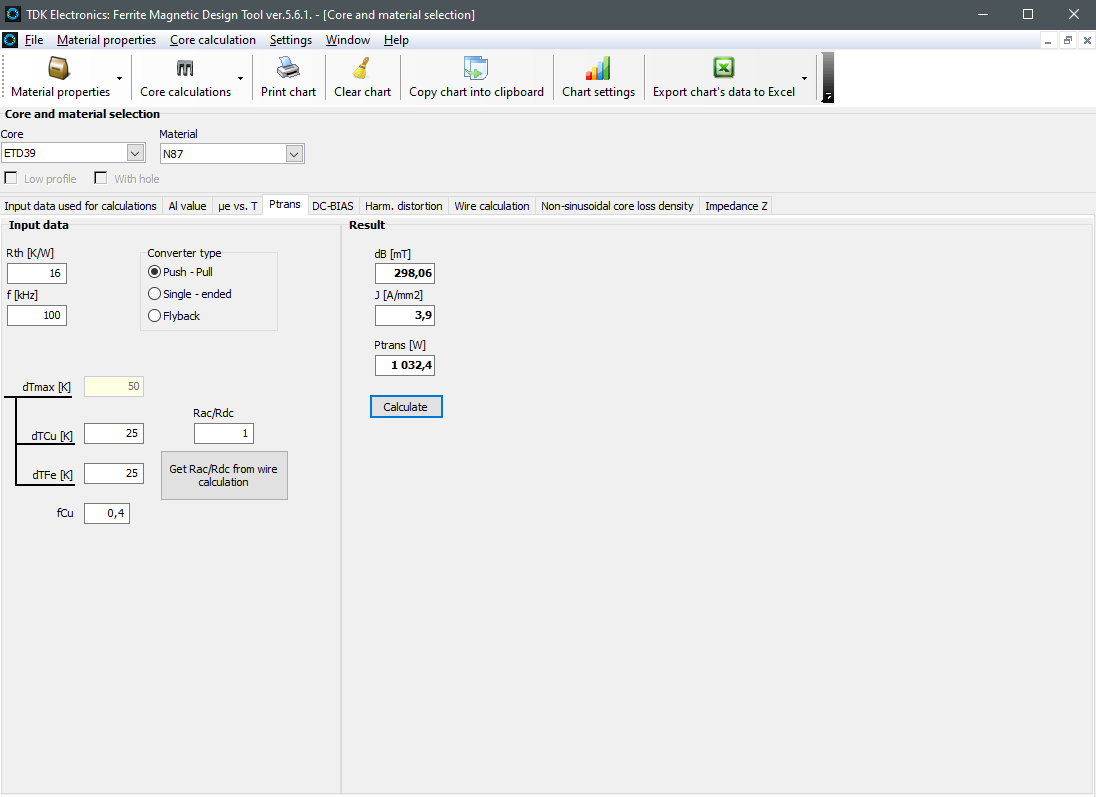 TDK Electronics: Ferrite Magnetic Design Tool ver.5.6.1. - [Core and material selection]
File Material properties Core calculation Settings Window Help
Material properties Core calculations Print chart Clear chart Copy chart into clipboard Chart settings Export chart's data to Excel
Core and material selection
Core Material
ETD39 N87
Low profile With hole
Input data used for calculations Al value µe vs. T Ptrans DC-BIAS Harm. distortion Wire calculation Non-sinusoidal core loss density Impedance Z
Input data Result
Rth [K/W] Converter type dB [mT]
16 Push - Pull 298,06
f [kHz] Single - ended J [A/mm2]
100 Flyback 3,9
Ptrans [W]
1 032,4
dTmax [K] 50
Calculate
Rac/Rdc
dTCu [K] 25 1
dTFe [K] 25 Get Rac/Rdc from wire
calculation
fCu 0,4